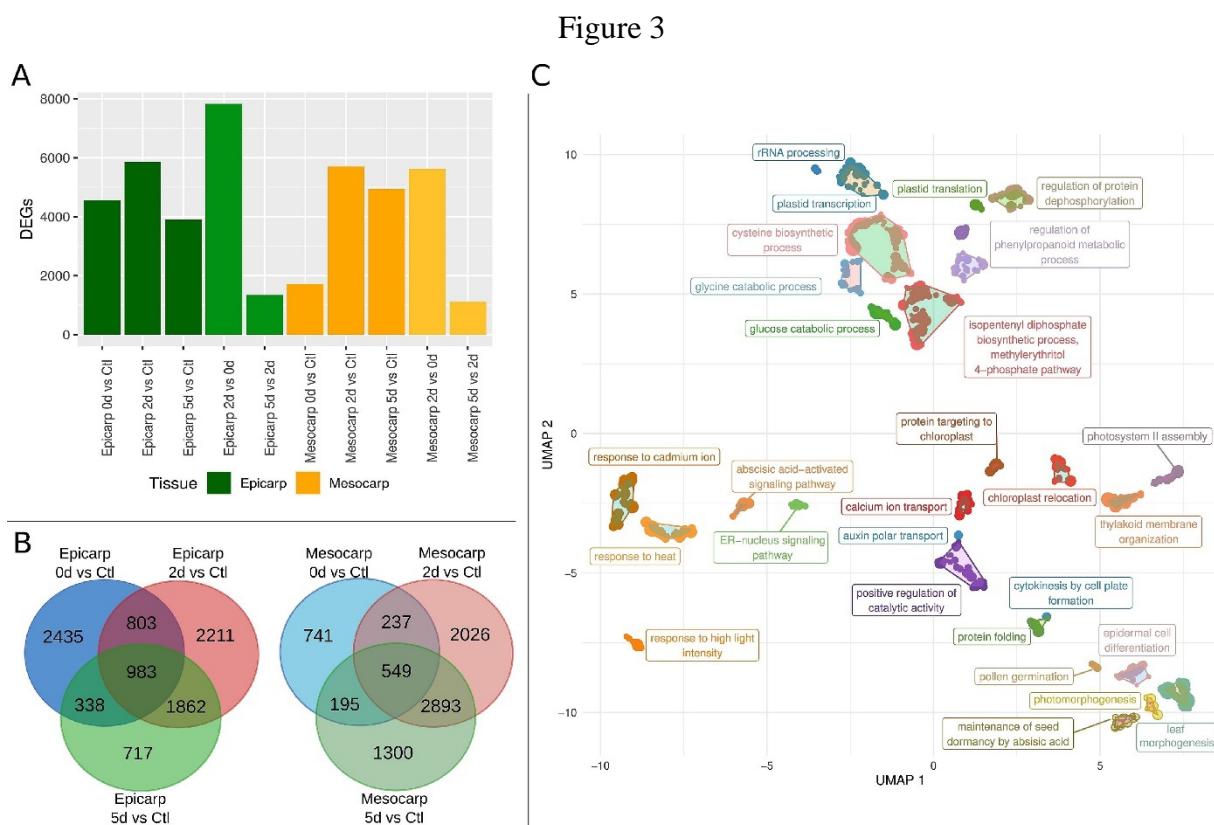 Figure 3
A
8000
6000
4000
2000
0
DEGs
Epicarp 0d vs Ctl
Epicarp 2d vs Ctl
Epicarp 5d vs Ctl
Epicarp 2d vs 0d
Epicarp 5d vs 2d
Mesocarp 0d vs Ctl
Mesocarp 2d vs Ctl
Mesocarp 5d vs Ctl
Mesocarp 2d vs 0d
Mesocarp 5d vs 2d
Tissue Epicarp Mesocarp
B
Epicarp
0d vs Ctl
Epicarp
2d vs Ctl
2435
803
2211
983
338
1862
717
Epicarp
5d vs Ctl
Mesocarp
0d vs Ctl
Mesocarp
2d vs Ctl
741
237
2026
549
195
2893
1300
Mesocarp
5d vs Ctl
C
10
5
0
−5
−10
UMAP 2
rRNA processing
plastid transcription
plastid translation
regulation of protein
dephosphorylation
cysteine biosynthetic
process
regulation of
phenylpropanoid metabolic
process
glycine catabolic process
glucose catabolic process
isopentenyl diphosphate
biosynthetic process,
methylerythritol
4−phosphate pathway
protein targeting to
chloroplast
photosystem II assembly
response to cadmium ion
abscisic acid−activated
signaling pathway
calcium ion transport
chloroplast relocation
thylakoid membrane
organization
response to heat
ER−nucleus signaling
pathway
auxin polar transport
positive regulation of
catalytic activity
cytokinesis by cell plate
formation
response to high light
intensity
protein folding
epidermal cell
differentiation
pollen germination
photomorphogenesis
maintenance of seed
dormancy by absisic acid
leaf
morphogenesis
−10
−5
0
5
UMAP 1